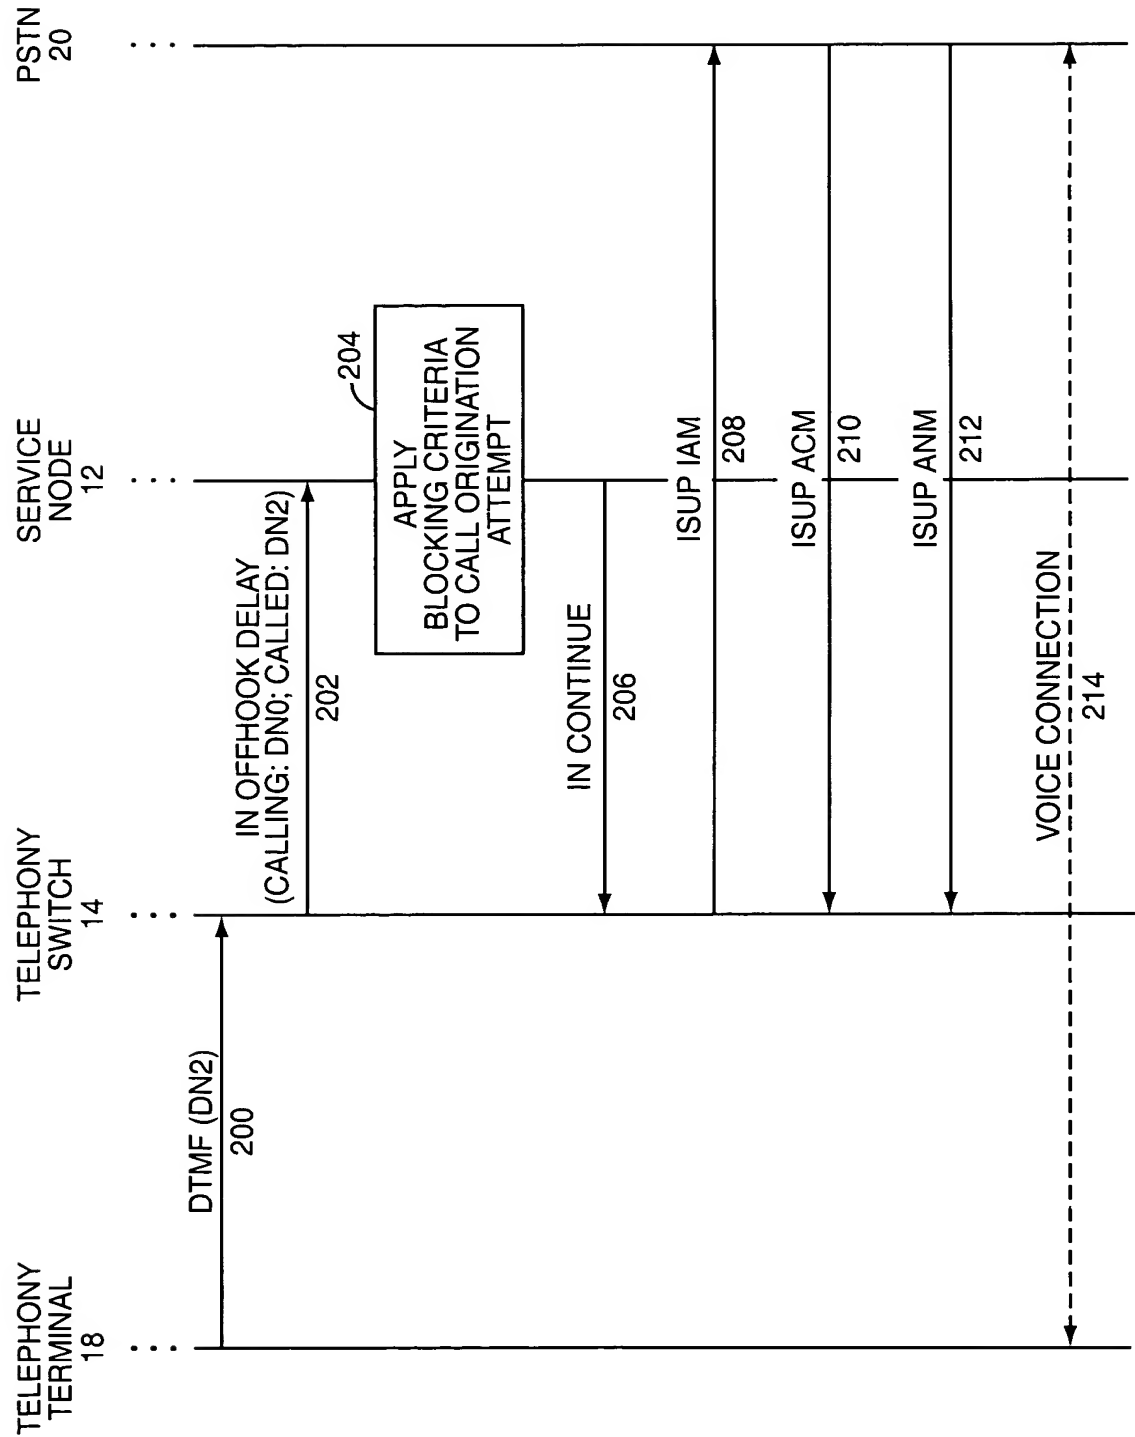 TELEPHONY
TERMINAL
18
TELEPHONY
SWITCH
14
SERVICE
NODE
12
PSTN
20
DTMF (DN2)
200
IN OFFHOOK DELAY
(CALLING: DN0; CALLED: DN2)
202
204
APPLY
BLOCKING CRITERIA
TO CALL ORIGINATION
ATTEMPT
IN CONTINUE
206
ISUP IAM
208
ISUP ACM
210
ISUP ANM
212
VOICE CONNECTION
214